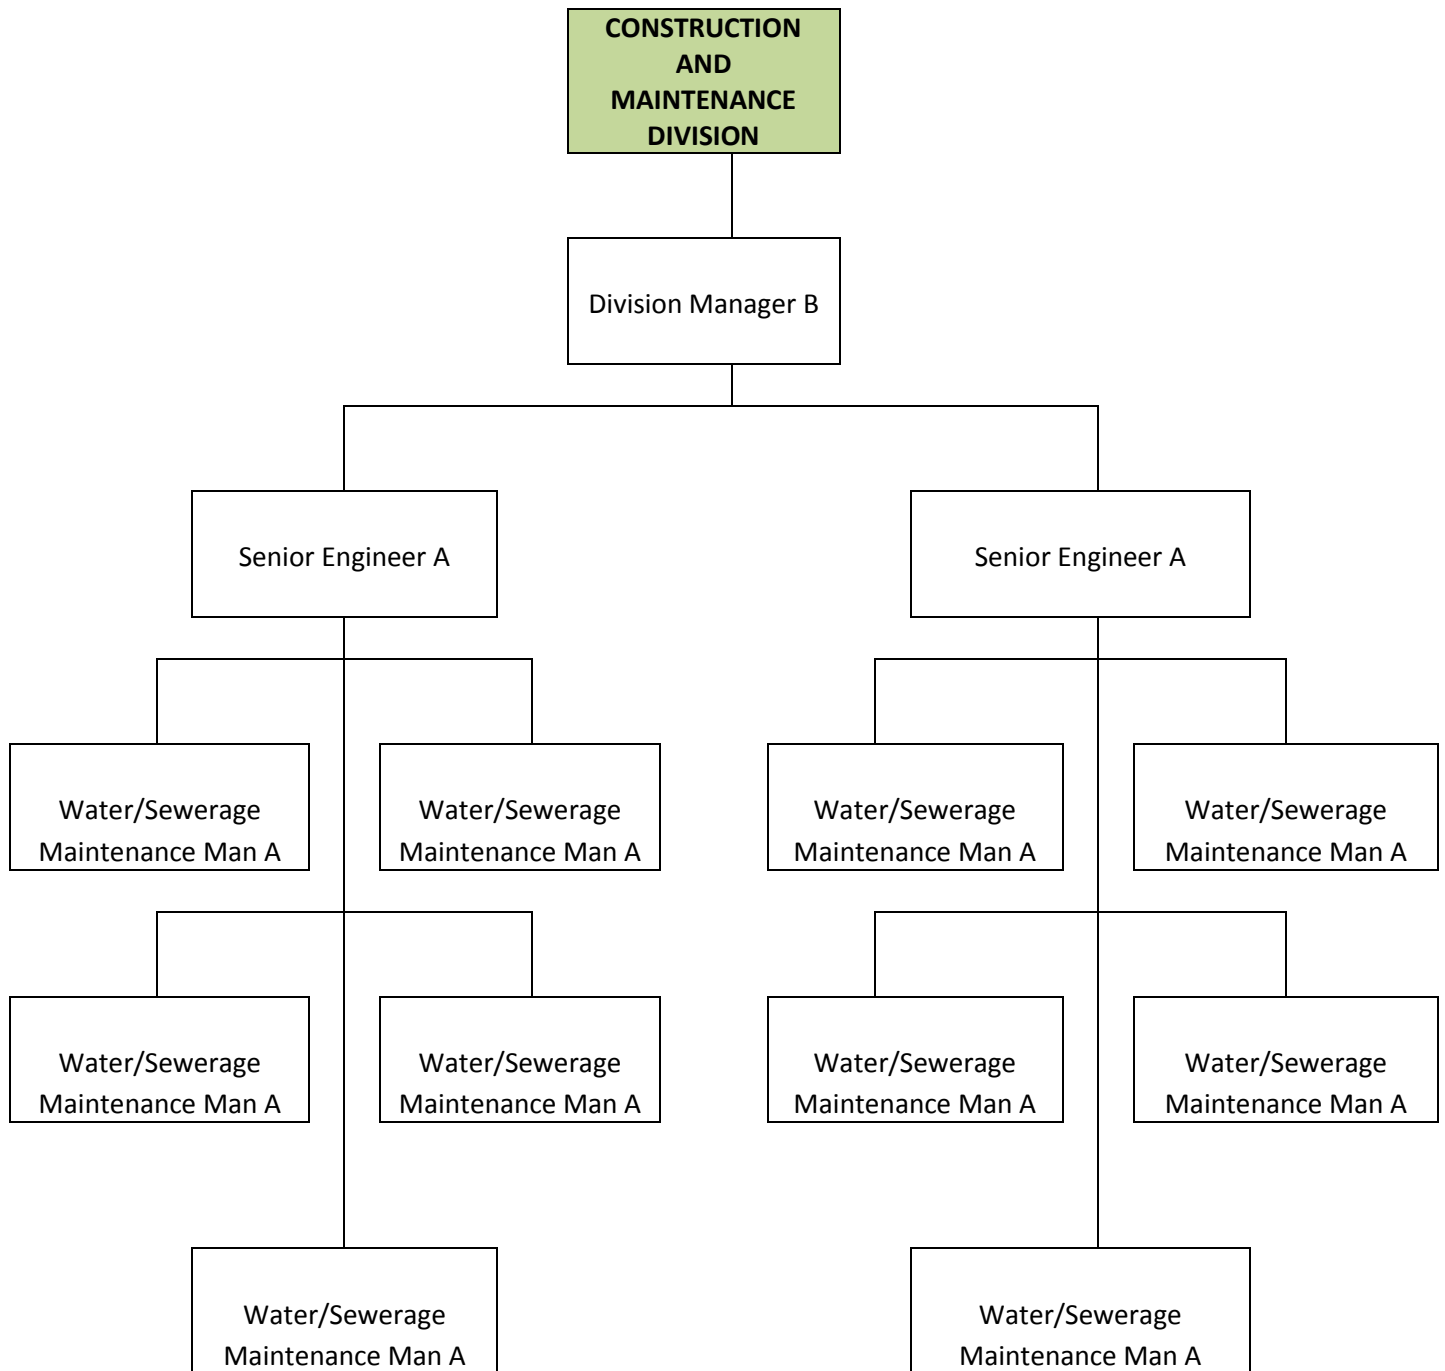 CONSTRUCTION
AND
MAINTENANCE
DIVISION
Division Manager B
Senior Engineer A
Senior Engineer A
Water/Sewerage
Maintenance Man A
Water/Sewerage
Maintenance Man A
Water/Sewerage
Maintenance Man A
Water/Sewerage
Maintenance Man A
Water/Sewerage
Maintenance Man A
Water/Sewerage
Maintenance Man A
Water/Sewerage
Maintenance Man A
Water/Sewerage
Maintenance Man A
Water/Sewerage
Maintenance Man A
Water/Sewerage
Maintenance Man A